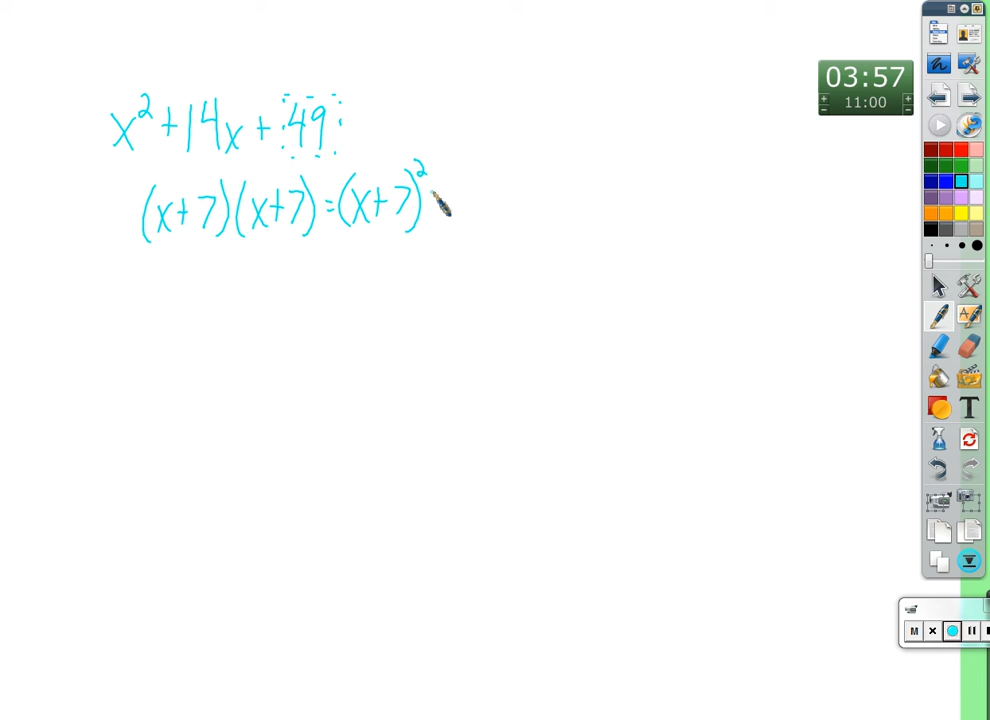 x² + 14x + 49
(x+7)(x+7) = (x+7)²
03:57
11:00
A
T
M